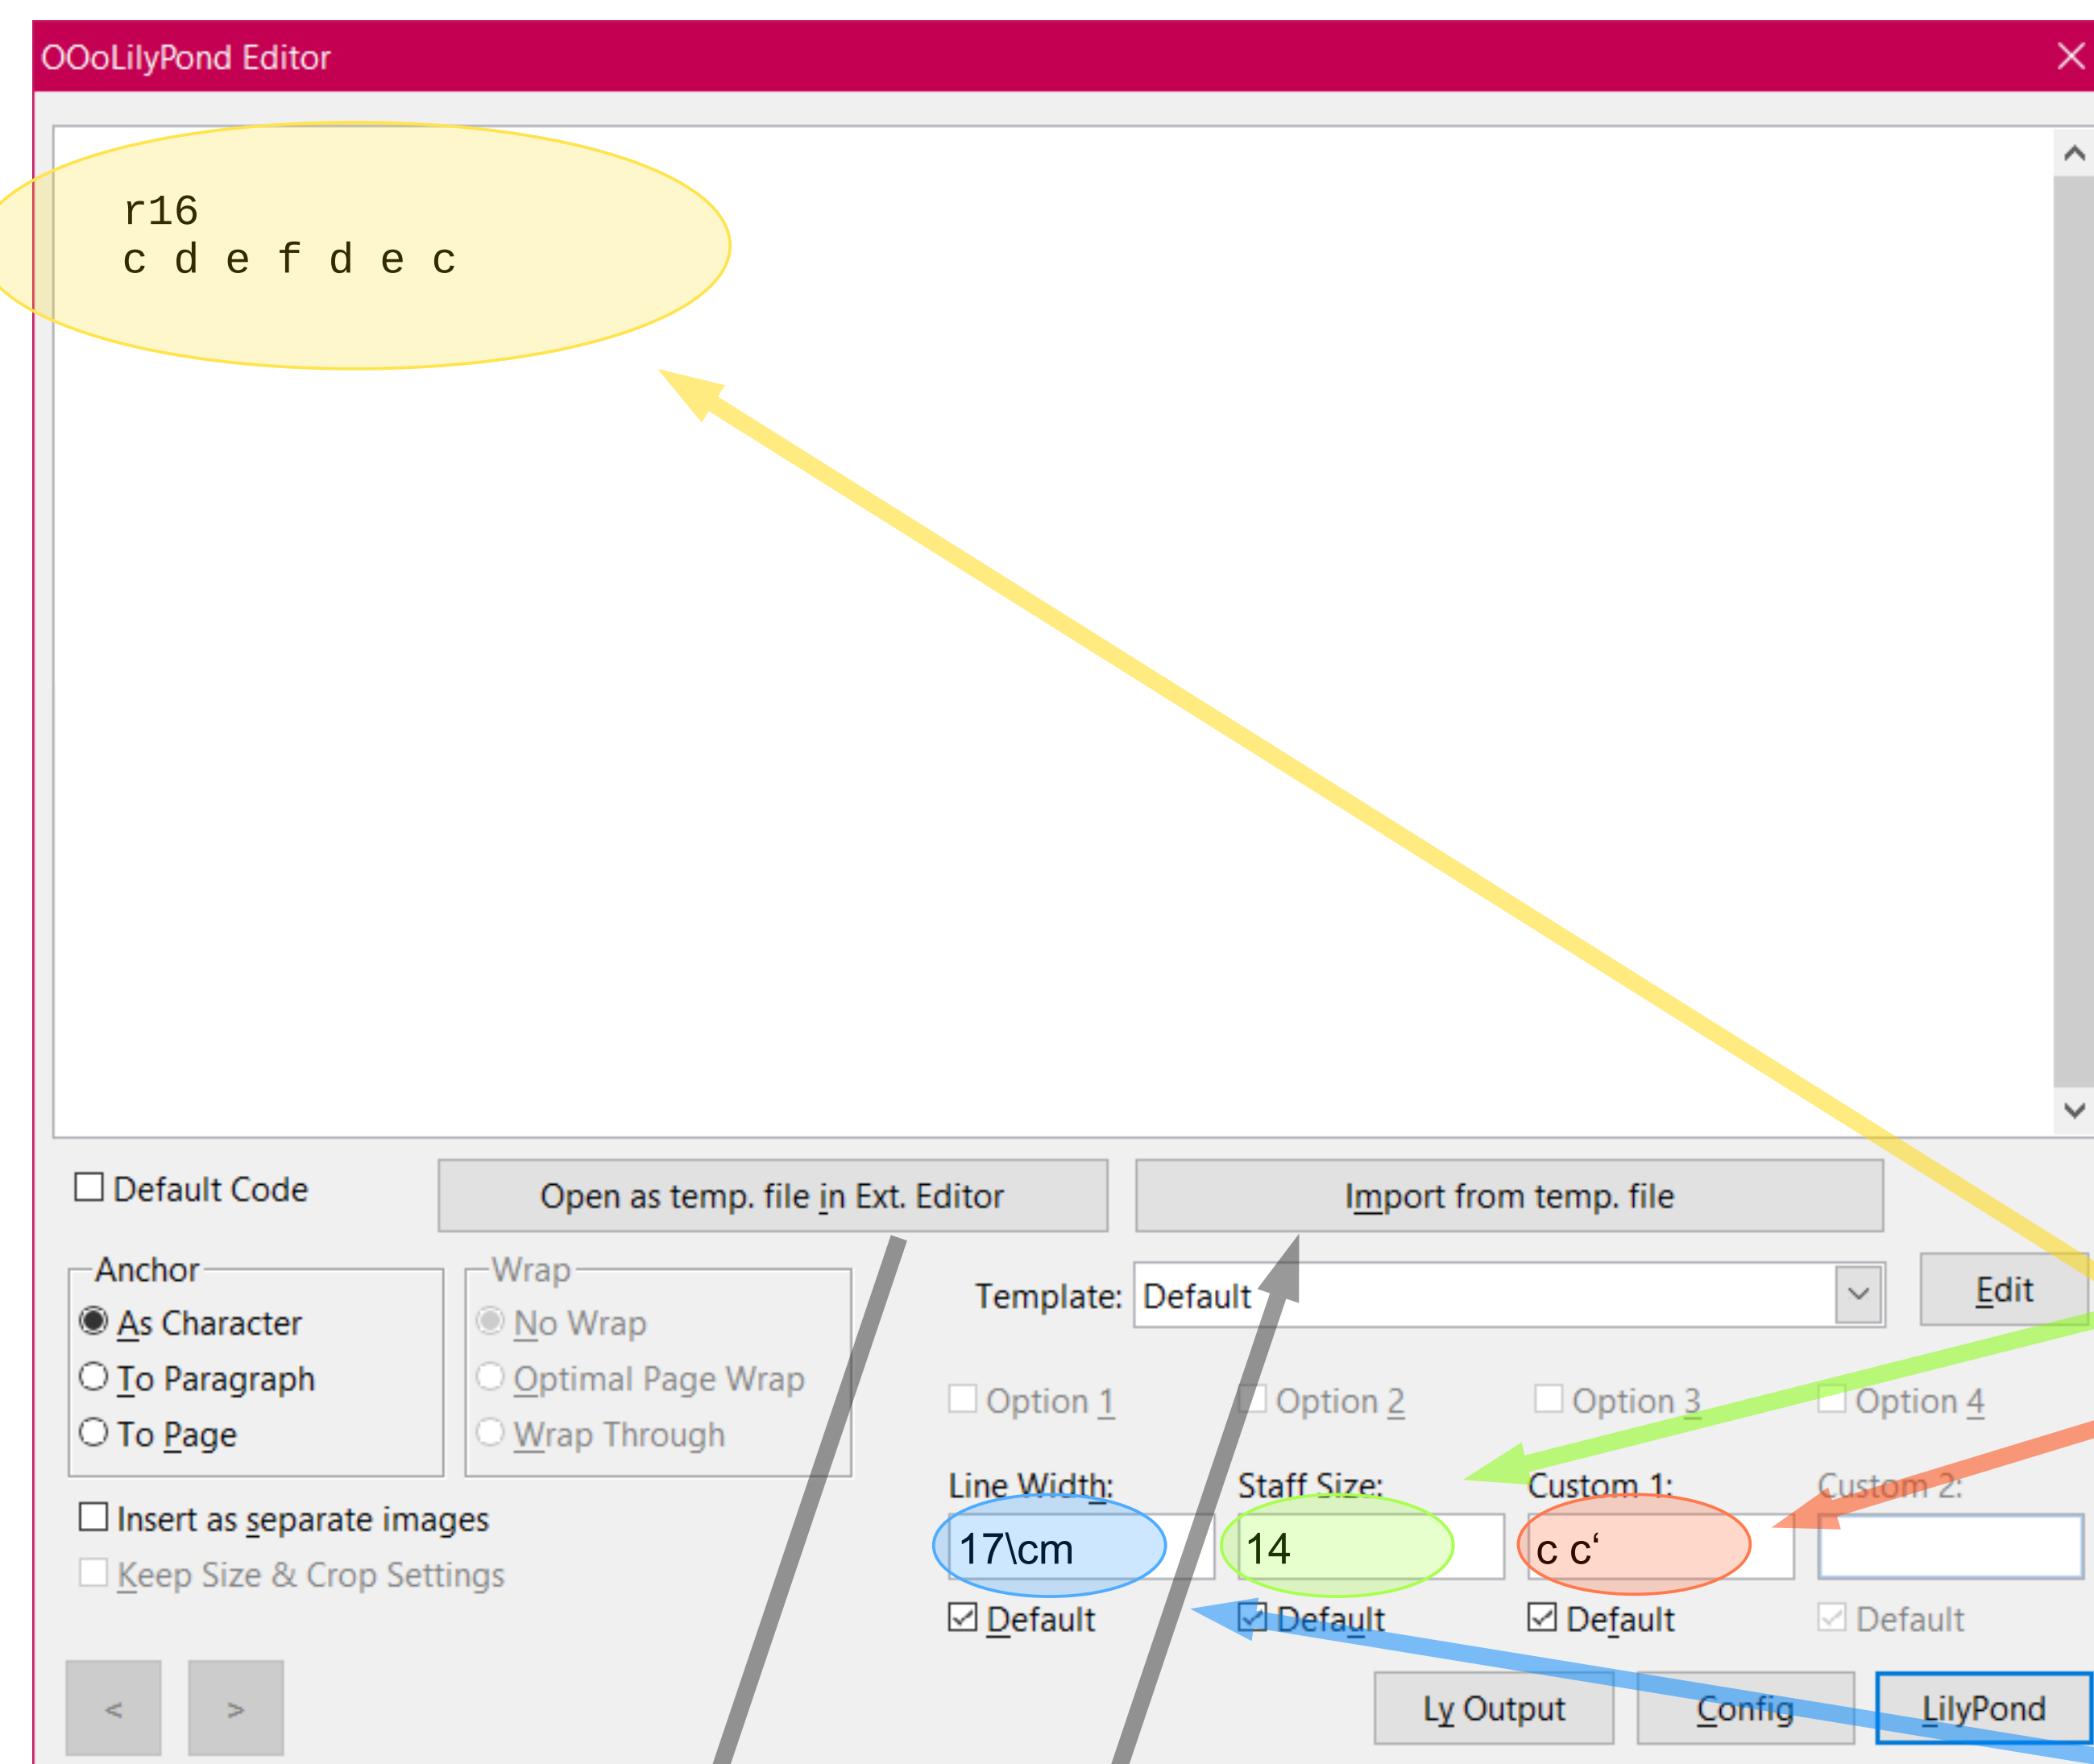 OOoLilyPond Editor
r16
c d e f d e c
Default Code
Open as temp. file in Ext. Editor
Import from temp. file
Anchor
As Character
To Paragraph
To Page
Wrap
No Wrap
Optimal Page Wrap
Wrap Through
Template: Default
Edit
Option 1 Option 2 Option 3 Option 4
Line Width: Staff Size: Custom 1: Custom 2:
17\cm 14 c c‘
Default Default Default Default
Insert as separate images
Keep Size & Crop Settings
< >
Ly Output Config LilyPond